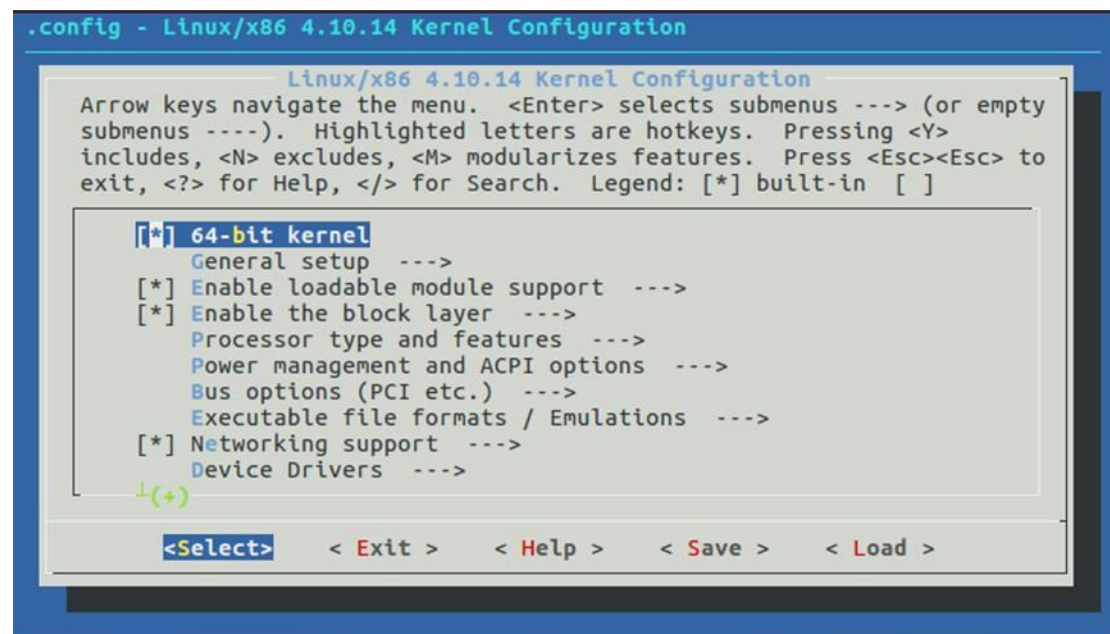 .config - Linux/x86 4.10.14 Kernel Configuration
Linux/x86 4.10.14 Kernel Configuration
Arrow keys navigate the menu.  <Enter> selects submenus ---> (or empty
submenus ----).  Highlighted letters are hotkeys.  Pressing <Y>
includes, <N> excludes, <M> modularizes features.  Press <Esc><Esc> to
exit, <?> for Help, </> for Search.  Legend: [*] built-in  [ ]
[*] 64-bit kernel
General setup  --->
[*] Enable loadable module support  --->
[*] Enable the block layer  --->
Processor type and features  --->
Power management and ACPI options  --->
Bus options (PCI etc.)  --->
Executable file formats / Emulations  --->
[*] Networking support  --->
Device Drivers  --->
┴(+)
<Select>    < Exit >    < Help >    < Save >    < Load >